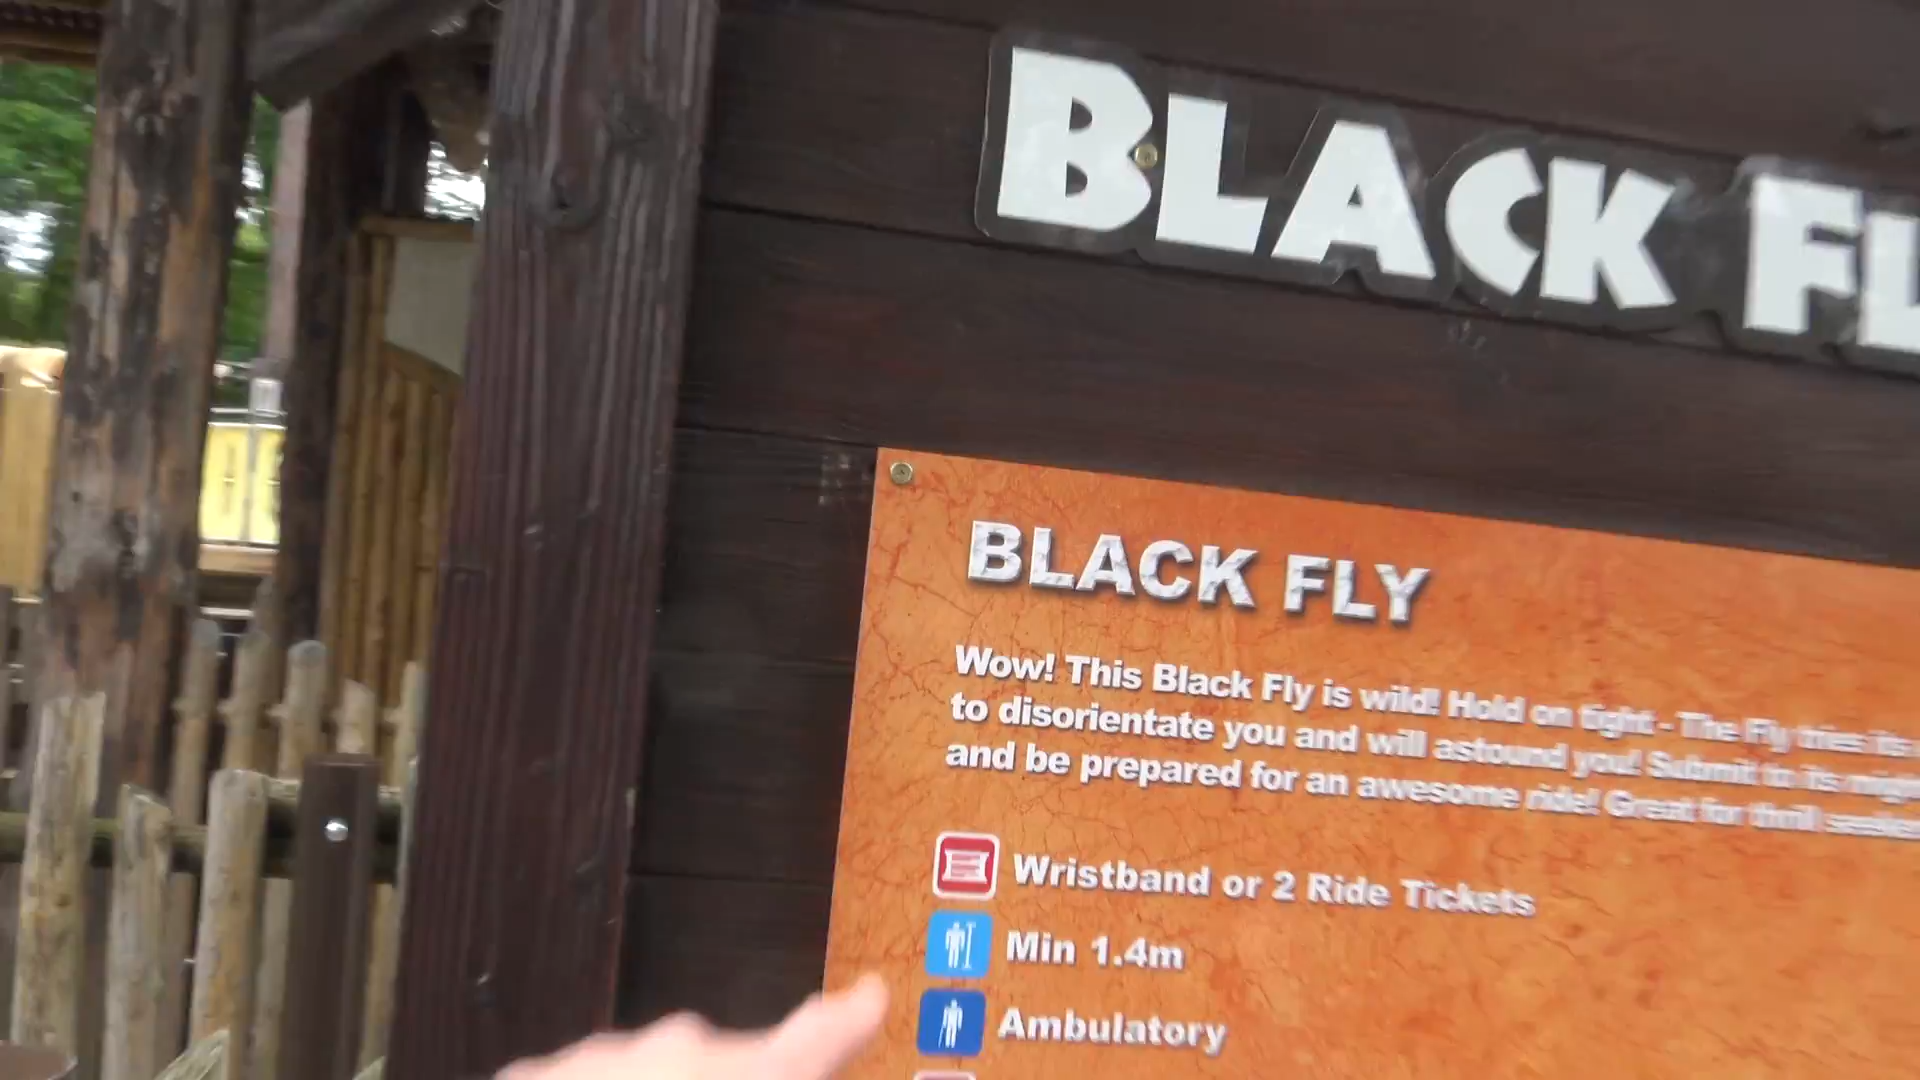 BLACK FL
BLACK FLY
Wow! This Black Fly is wild! Hold on tight - The Fly tries its
to disorientate you and will astound you! Submit to its
and be prepared for an awesome ride! Great for thrill
Wristband or 2 Ride Tickets
Min 1.4m
Ambulatory